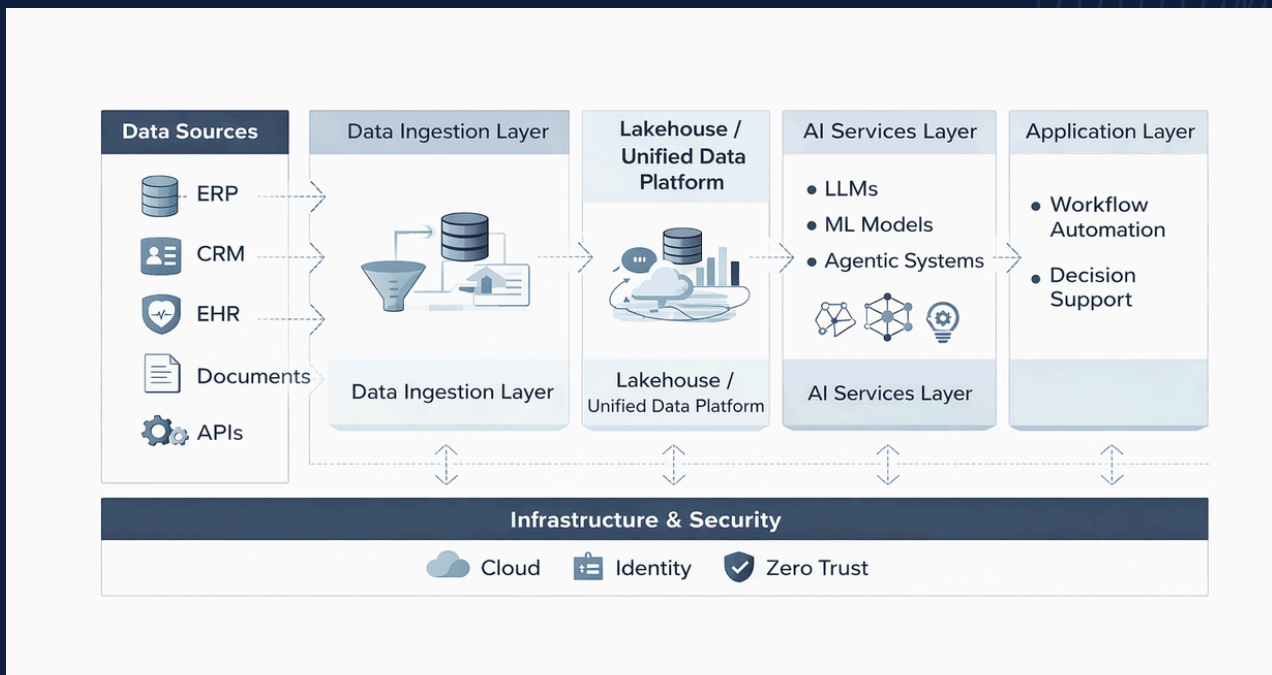 Data Sources
ERP
CRM
EHR
Documents
APIs
Data Ingestion Layer
Data Ingestion Layer
Lakehouse /
Unified Data
Platform
Lakehouse /
Unified Data Platform
AI Services Layer
• LLMs
• ML Models
• Agentic Systems
AI Services Layer
Application Layer
• Workflow
Automation
• Decision
Support
Infrastructure & Security
Cloud
Identity
Zero Trust